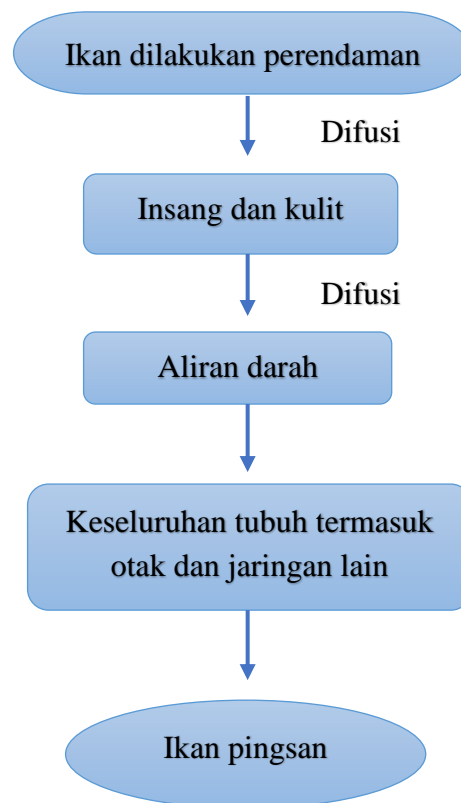 Ikan dilakukan perendaman
Difusi
Insang dan kulit
Difusi
Aliran darah
Keseluruhan tubuh termasuk
otak dan jaringan lain
Ikan pingsan